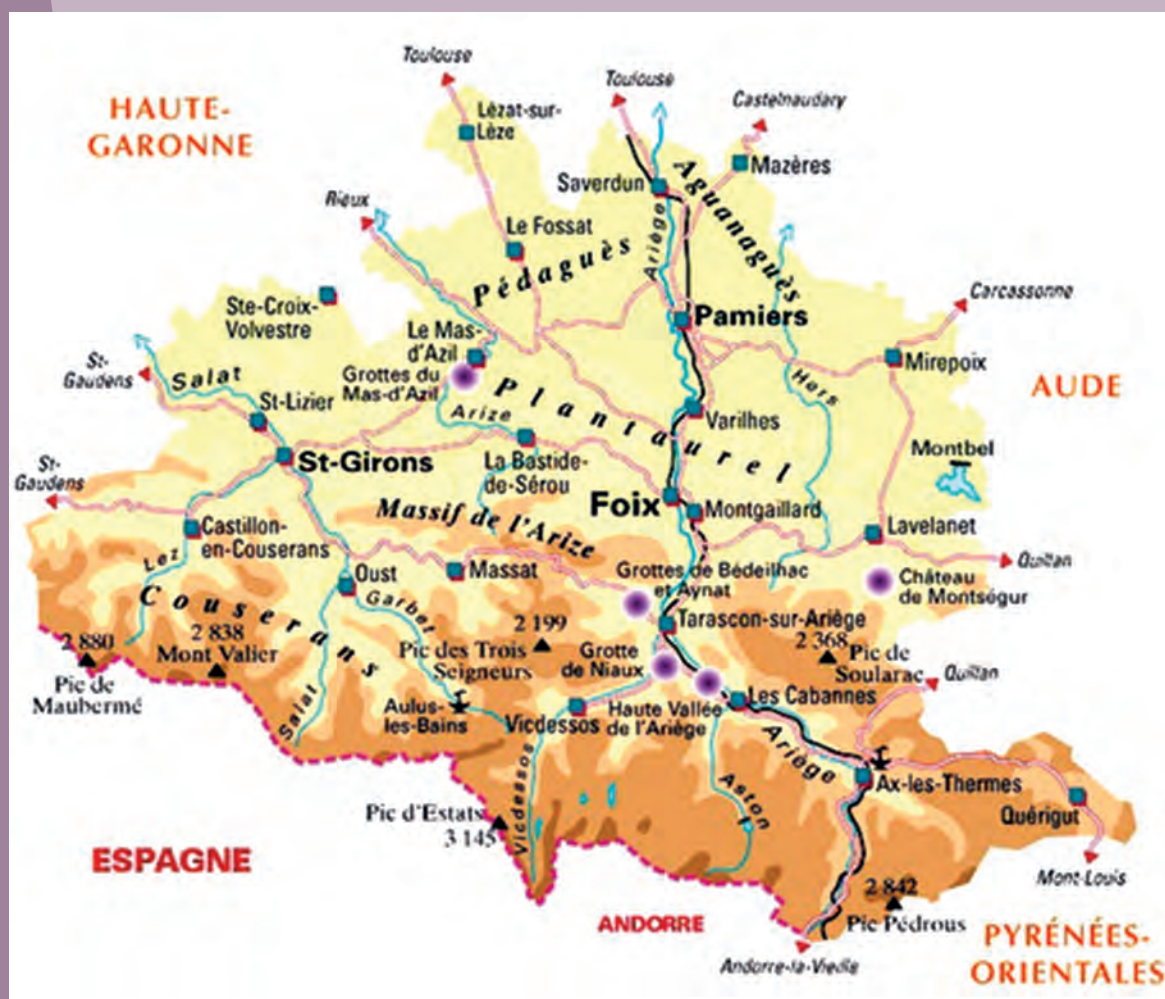 Toulouse
Toulouse
Castelnaudary
HAUTE-
GARONNE
Lézat-sur-
Lèze
Mazères
Saverdun
Aguanaguès
Rieux
Le Fossat
Ariège
Pédaguès
Carcassonne
Ste-Croix-
Volvestre
Pamiers
Le Mas-
d'Azil
Mirepoix
St-
Gaudens
Salat
Grottes du
Mas-d'Azil
Hers
AUDE
St-Lizier
Arize
Plantaurel
Varilhes
St-Girons
Montbel
St-
Gaudens
La Bastide-
de-Sérou
Foix
Montgaillard
Massif de l'Arize
Castillon-
en-Couserans
Lavelanet
Lez
Oust
Massat
Grottes de Bédeilhac
et Aynat
Quillan
Château
de Montségur
Couserans
Garbet
Tarascon-sur-Ariège
2 880
Pic de
Maubermé
2 838
Mont Valier
2 199
Pic des Trois
Seigneurs
Grotte
de Niaux
2 368
Pic de
Soularac
Quillan
Salat
Aulus-
les-Bains
Vicdessos
Haute Vallée
de l'Ariège
Les Cabannes
Ariège
Vicdessos
Aston
Ax-les-Thermes
Pic d'Estats
3 145
Quérigut
ESPAGNE
Mont-Louis
2 842
Pic Pédrous
ANDORRE
Andorre-la-Vieille
PYRÉNÉES-
ORIENTALES